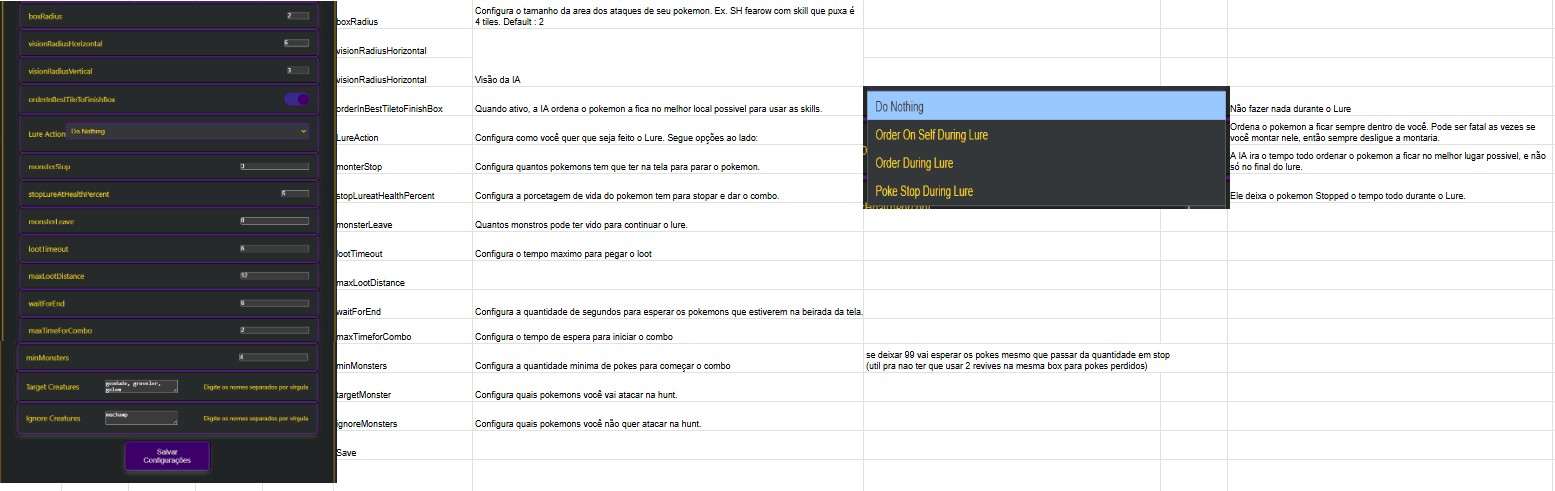 boxRadius
2
visionRadiusHorizontal
6
visionRadiusVertical
3
orderInBestTileToFinishBox
Lure Action
Do Nothing
monsterStop
stopLureAtHealthPercent
monsterLeave
lootTimeout
6
maxLootDistance
12
waitForEnd
6
maxTimeForCombo
2
minMonsters
4
Target Creatures
geodude, graveler,
golem
Digite os nomes separados por vírgula
Ignore Creatures
machamp
Digite os nomes separados por vírgula
Salvar
Configurações
boxRadius
Configura o tamanho da area dos ataques de seu pokemon. Ex. SH fearow com skill que puxa é
4 tiles. Default : 2
visionRadiusHorizontal
visionRadiusHorizontal
Visão da IA
orderInBestTiletoFinishBox
Quando ativo, a IA ordena o pokemon a fica no melhor local possivel para usar as skills.
LureAction
Configura como você quer que seja feito o Lure. Segue opções ao lado:
monterStop
Configura quantos pokemons tem que ter na tela para parar o pokemon.
stopLureatHealthPercent
Configura a porcetagem de vida do pokemon tem para stopar e dar o combo.
monsterLeave
Quantos monstros pode ter vido para continuar o lure.
lootTimeout
Configura o tempo maximo para pegar o loot
maxLootDistance
waitForEnd
Configura a quantidade de segundos para esperar os pokemons que estiverem na beirada da tela.
maxTimeforCombo
Configura o tempo de espera para iniciar o combo
minMonsters
Configura a quantidade minima de pokes para começar o combo
se deixar 99 vai esperar os pokes mesmo que passar da quantidade em stop
(util pra nao ter que usar 2 revives na mesma box para pokes perdidos)
targetMonster
Configura quais pokemons você vai atacar na hunt.
ignoreMonsters
Configura quais pokemons você não quer atacar na hunt.
Save
Do Nothing
Order On Self During Lure
Order During Lure
Poke Stop During Lure
Não fazer nada durante o Lure
Ordena o pokemon a ficar sempre dentro de você. Pode ser fatal as vezes se
você montar nele, então sempre desligue a montaria.
A IA ira o tempo todo ordenar o pokemon a ficar no melhor lugar possivel, e não
só no final do lure.
Ele deixa o pokemon Stopped o tempo todo durante o Lure.